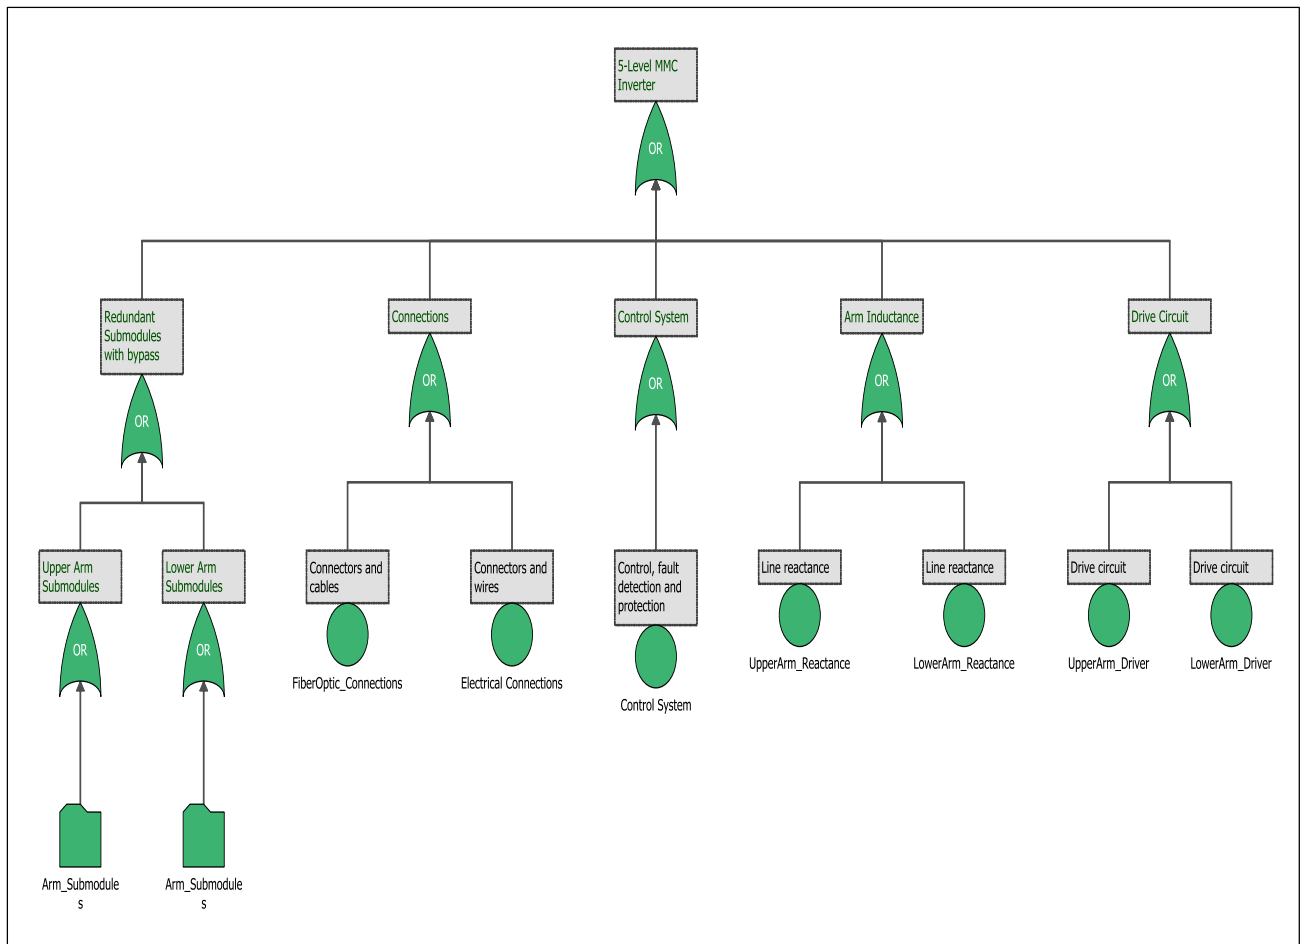 5-Level MMC
Inverter
OR
Redundant
Submodules
with bypass
Connections
Control System
Arm Inductance
Drive Circuit
OR
OR
OR
OR
OR
Upper Arm
Submodules
Lower Arm
Submodules
Connectors and
cables
Connectors and
wires
Control, fault
detection and
protection
Line reactance
Line reactance
Drive circuit
Drive circuit
OR
OR
FiberOptic_Connections
Electrical Connections
Control System
UpperArm_Reactance
LowerArm_Reactance
UpperArm_Driver
LowerArm_Driver
Arm_Submodule
s
Arm_Submodule
s